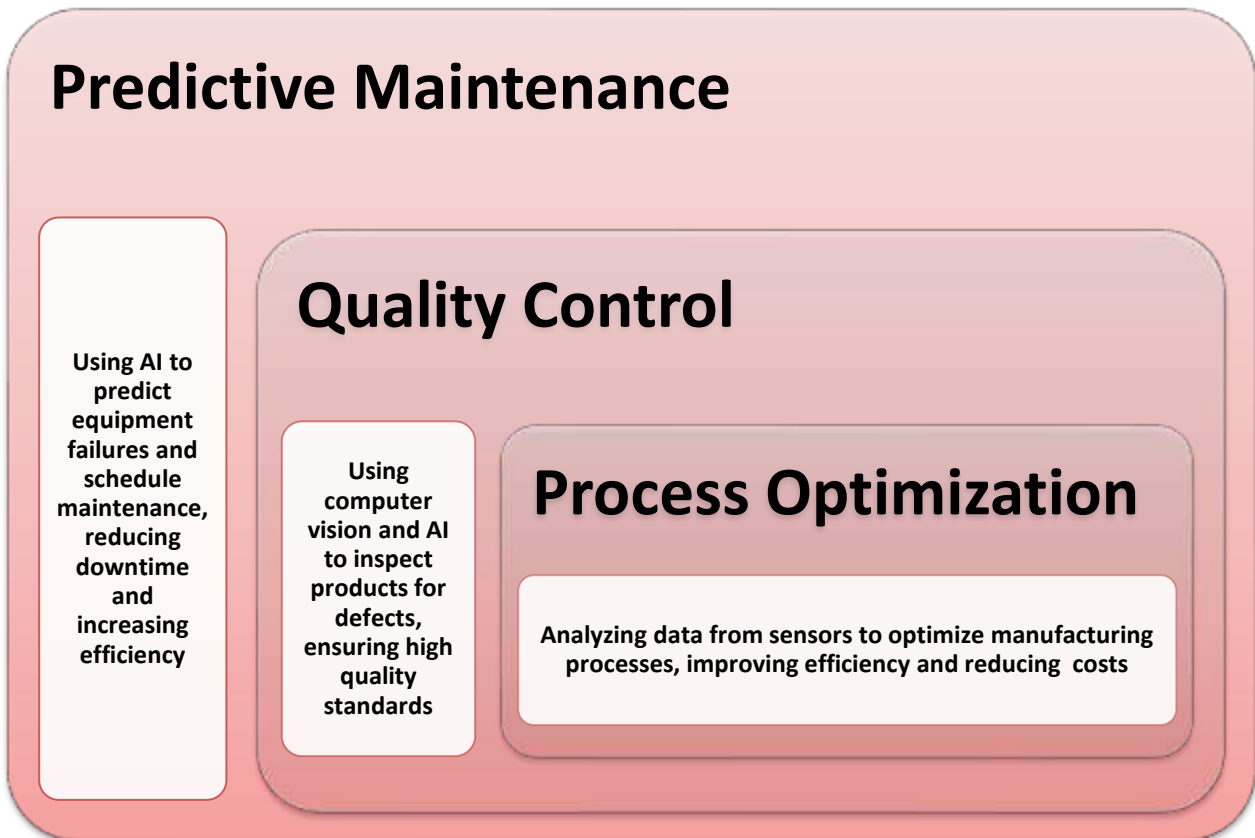 Predictive Maintenance
Using AI to
predict
equipment
failures and
schedule
maintenance,
reducing
downtime
and
increasing
efficiency
Quality Control
Using
computer
vision and AI
to inspect
products for
defects,
ensuring high
quality
standards
Process Optimization
Analyzing data from sensors to optimize manufacturing
processes, improving efficiency and reducing  costs